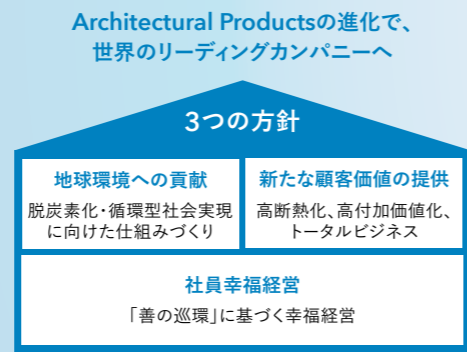 Architectural Productsの進化で、
世界のリーディングカンパニーへ
3つの方針
地球環境への貢献
脱炭素化・循環型社会実現
に向けた仕組みづくり
新たな顧客価値の提供
高断熱化、高付加価値化、
トータルビジネス
社員幸福経営
「善の巡環」に基づく幸福経営